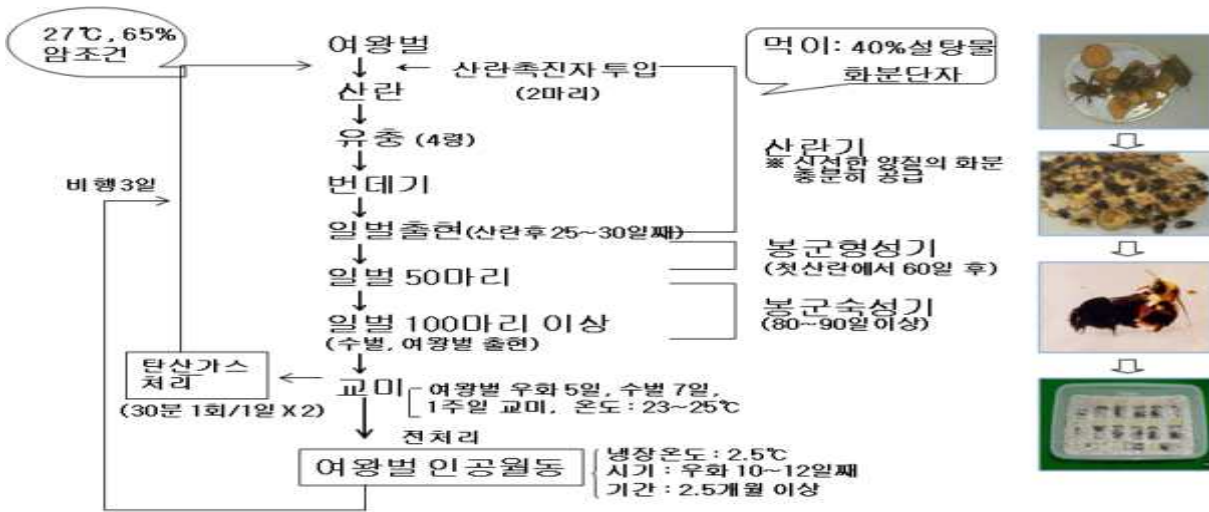 27℃, 65%
암조건
여왕벌
산란촉진자 투입
(2마리)
먹이: 40%설탕물
화분단자
산란
유충 (4령)
산란기
※ 신선한 양질의 화분
충분히 공급
비행3일
번데기
일벌출현(산란후 25~30일째)
봉군형성기
(첫산란에서 60일 후)
일벌 50마리
봉군숙성기
(80~90일이상)
일벌 100마리 이상
(수벌, 여왕벌 출현)
탄산가스
처리
(30분 1회/1일 X 2)
교미
여왕벌 우화 5일, 수벌 7일,
1주일 교미, 온도 : 23~25℃
전처리
여왕벌 인공월동
냉장온도 : 2.5℃
시기 : 우화 10~12일째
기간 : 2.5개월 이상